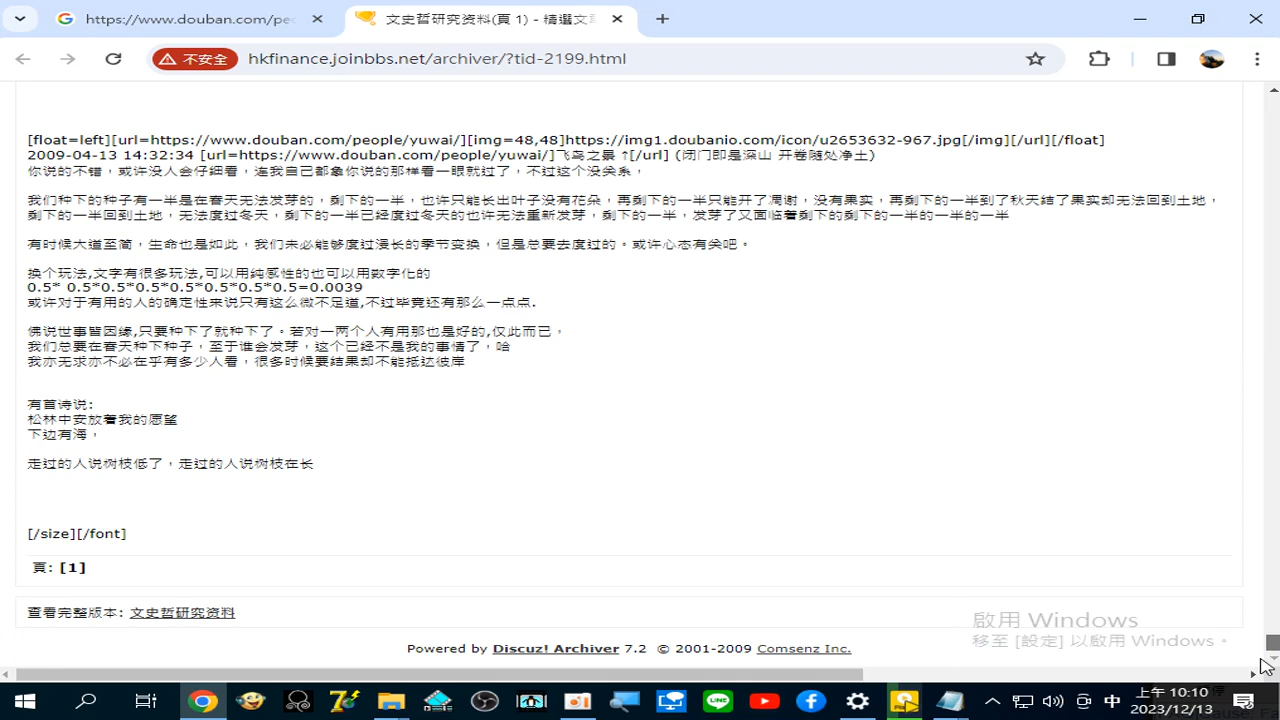 https://www.douban.com/peo
文史哲研究资料(頁 1) - 精選文章
不安全
hkfinance.joinbbs.net/archiver/?tid-2199.html
[float=left][url=https://www.douban.com/people/yuwai/][img=48,48]https://img1.doubanio.com/icon/u2653632-967.jpg[/img][/url][/float]
2009-04-13 14:32:34 [url=https://www.douban.com/people/yuwai/]飞鸟之景 ↑[/url] (闭门即是深山 开卷随处净土)
你说的不错，或许没人会仔细看，连我自己都象你说的那样看一眼就过了，不过这个没关系，
我们种下的种子有一半是在春天无法发芽的，剩下的一半，也许只能长出叶子没有花朵，再剩下的一半只能开了凋谢，没有果实，再剩下的一半到了秋天结了果实却无法回到土地，
剩下的一半回到土地，无法度过冬天，剩下的一半已经度过冬天的也许无法重新发芽，剩下的一半，发芽了又面临着剩下的剩下的一半的一半的一半
有时候大道至简，生命也是如此，我们未必能够度过漫长的季节变换，但是总要去度过的。或许心态有关吧。
换个玩法,文字有很多玩法,可以用纯感性的也可以用数字化的
0.5* 0.5*0.5*0.5*0.5*0.5*0.5*0.5=0.0039
或许对于有用的人的确定性来说只有这么微不足道,不过毕竟还有那么一点点.
佛说世事皆因缘,只要种下了就种下了。若对一两个人有用那也是好的,仅此而已，
我们总要在春天种下种子，至于谁会发芽，这个已经不是我的事情了，哈
我亦无求亦不必在乎有多少人看，很多时候要结果却不能抵达彼岸
有首诗说:
松林中安放着我的愿望
下边有海，
走过的人说树枝低了，走过的人说树枝在长
[/size][/font]
頁: [1]
查看完整版本: 文史哲研究资料
啟用 Windows
移至 [設定] 以啟用 Windows。
Powered by Discuz! Archiver 7.2 © 2001-2009 Comsenz Inc.
中
上午 10:10
2023/12/13